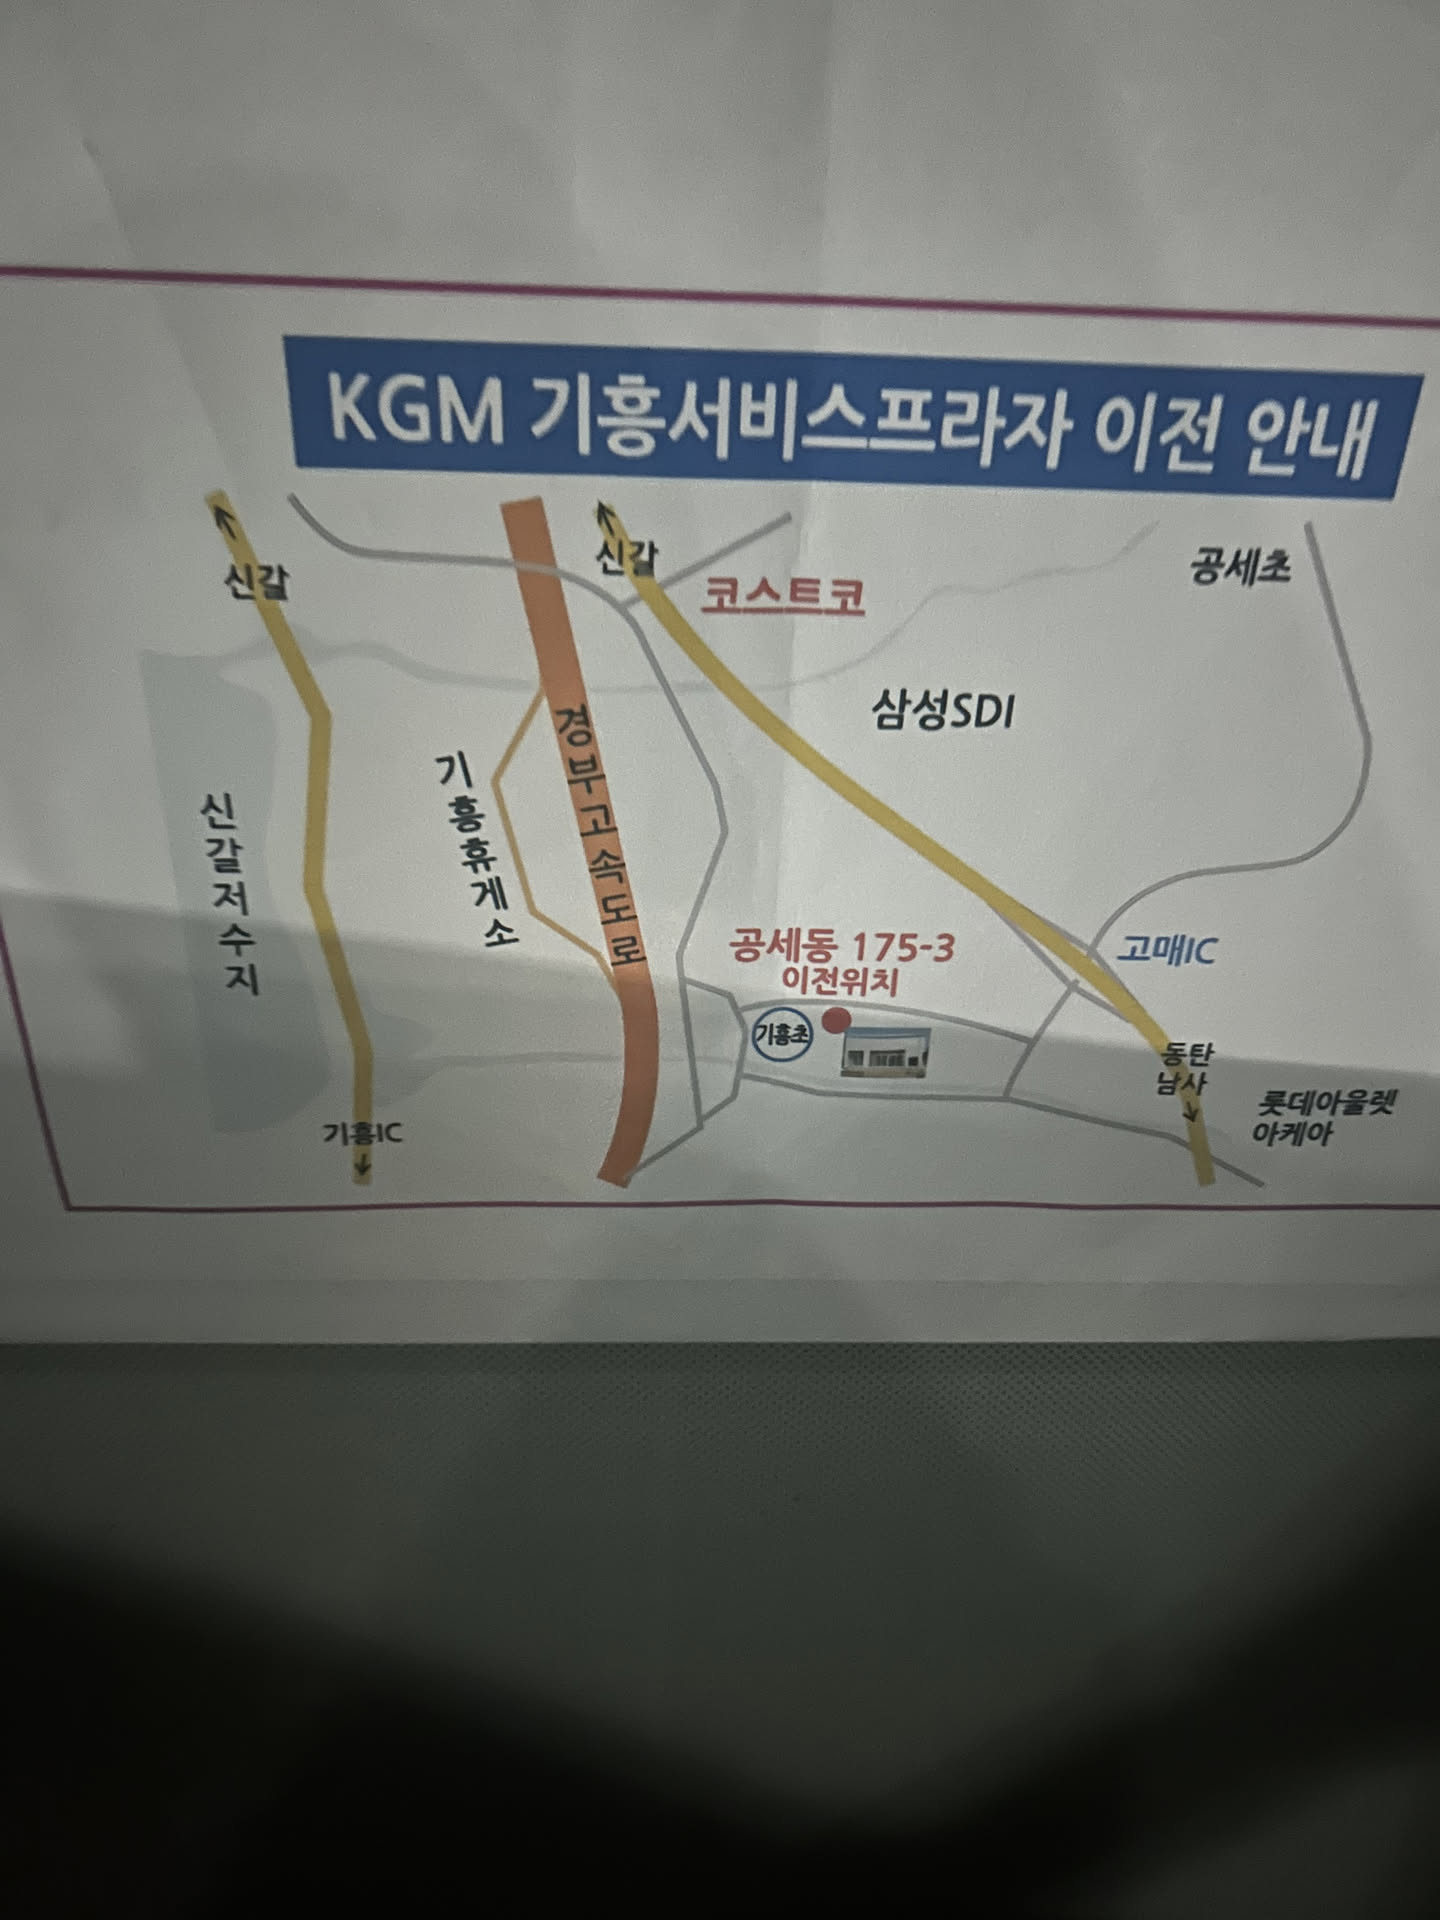 KGM 기흥서비스프라자 이전 안내
신갈
신갈
코스트코
공세초
삼성SDI
경부고속도로
기흥휴게소
신갈저수지
공세동 175-3
이전위치
고매IC
기흥초
동탄
남사
롯데아울렛
아케아
기흥IC